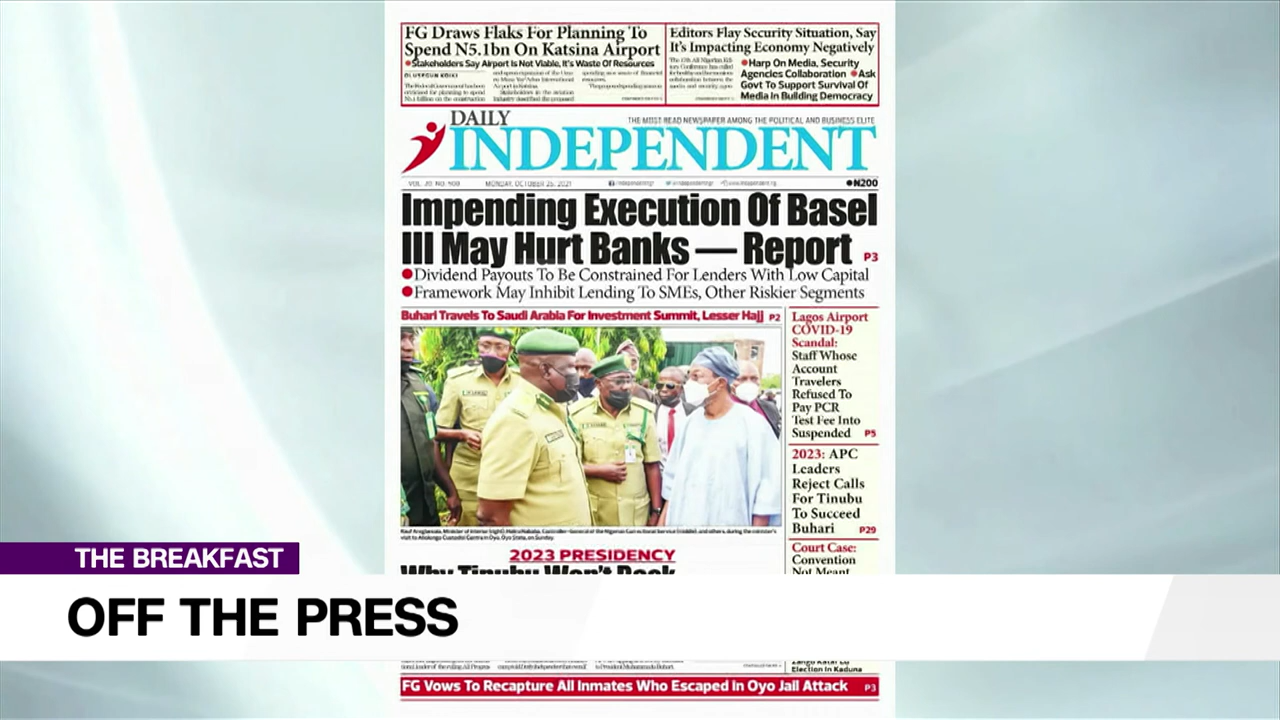 FG Draws Flaks For Planning To
Spend N5.1bn On Katsina Airport
Stakeholders Say Airport Is Not Viable, It's Waste Of Resources
Editors Flay Security Situation, Say
It's Impacting Economy Negatively
Harp On Media, Security
Agencies Collaboration Ask
Govt To Support Survival Of
Media In Building Democracy
DAILY
THE MOST READ NEWSPAPER AMONG THE POLITICAL AND BUSINESS ELITE
INDEPENDENT
MONDAY, OCTOBER 25, 2021
N200
Impending Execution Of Basel
III May Hurt Banks — Report P3
Dividend Payouts To Be Constrained For Lenders With Low Capital
Framework May Inhibit Lending To SMEs, Other Riskier Segments
Buhari Travels To Saudi Arabia For Investment Summit, Lesser Hajj P2
Lagos Airport
COVID-19
Scandal:
Staff Whose
Account
Travelers
Refused To
Pay PCR
Test Fee Into
Suspended P5
2023: APC
Leaders
Reject Calls
For Tinubu
To Succeed
Buhari P29
Court Case:
Convention
Not Meant
2023 PRESIDENCY
Why Tinubu Won't
THE BREAKFAST
OFF THE PRESS
Election In Kaduna
FG Vows To Recapture All Inmates Who Escaped In Oyo Jail Attack P3